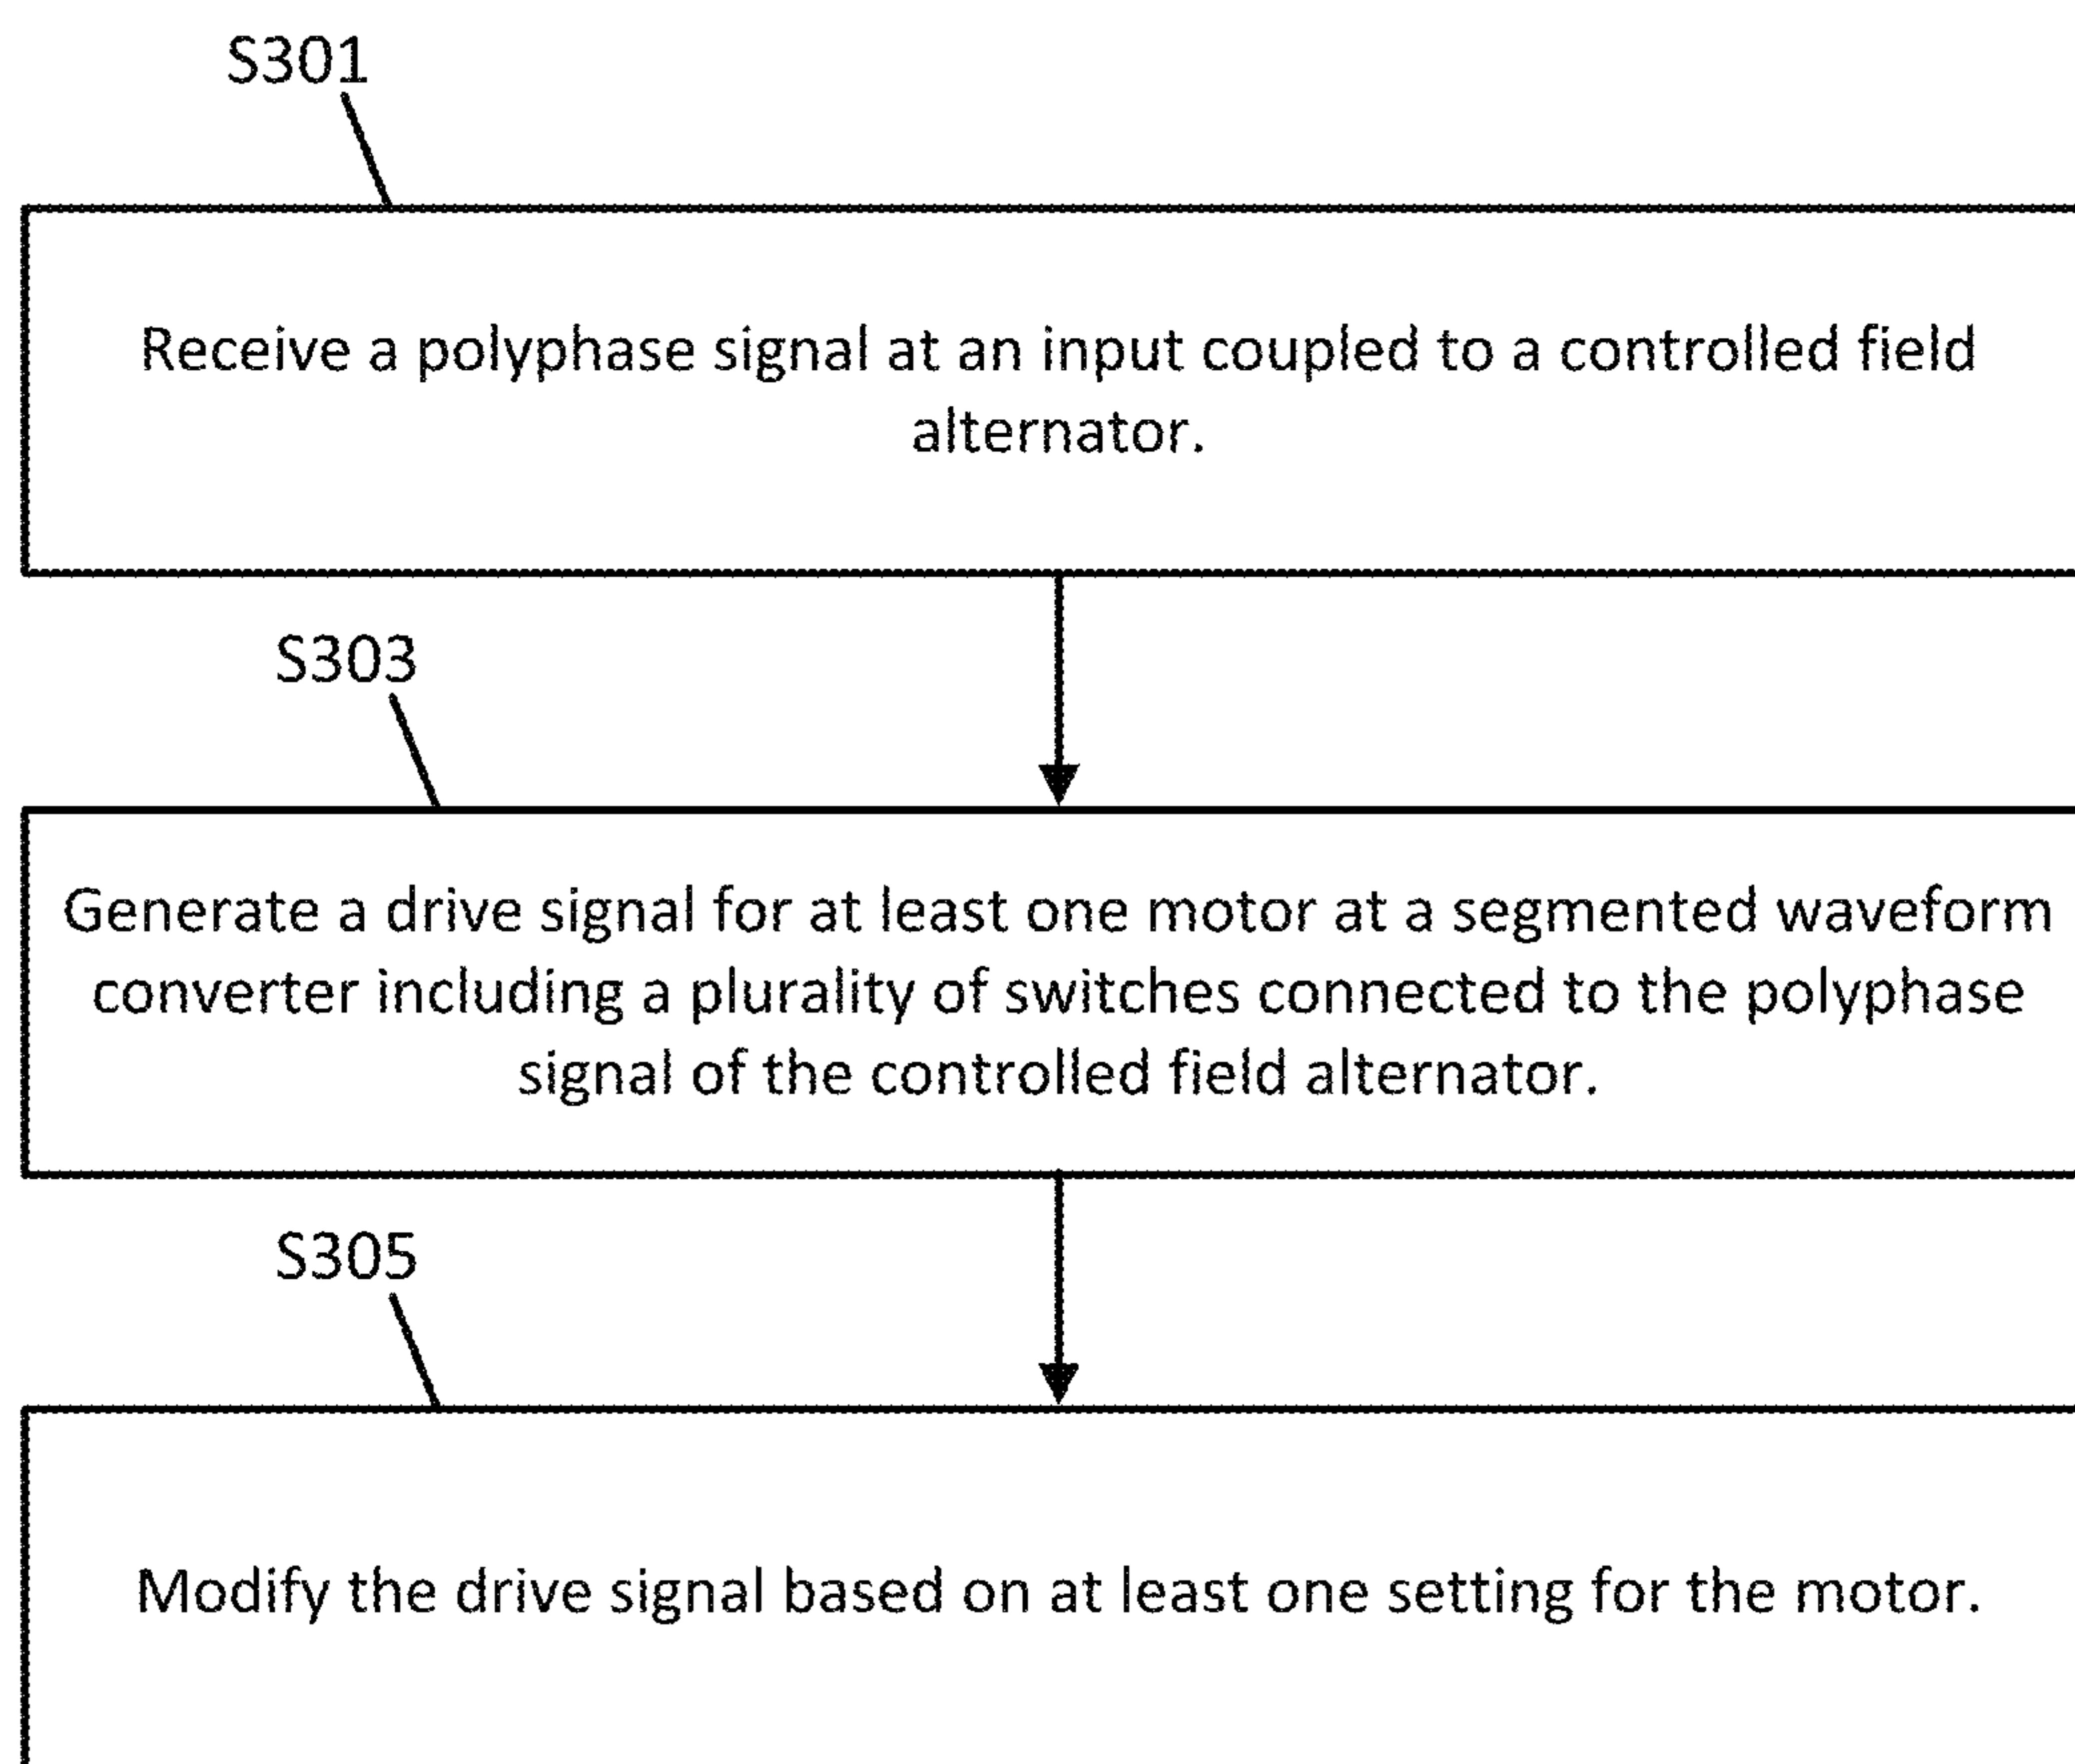 S301
Receive a polyphase signal at an input coupled to a controlled field
alternator.
S303
Generate a drive signal for at least one motor at a segmented waveform
converter including a plurality of switches connected to the polyphase
signal of the controlled field alternator.
S305
Modify the drive signal based on at least one setting for the motor.